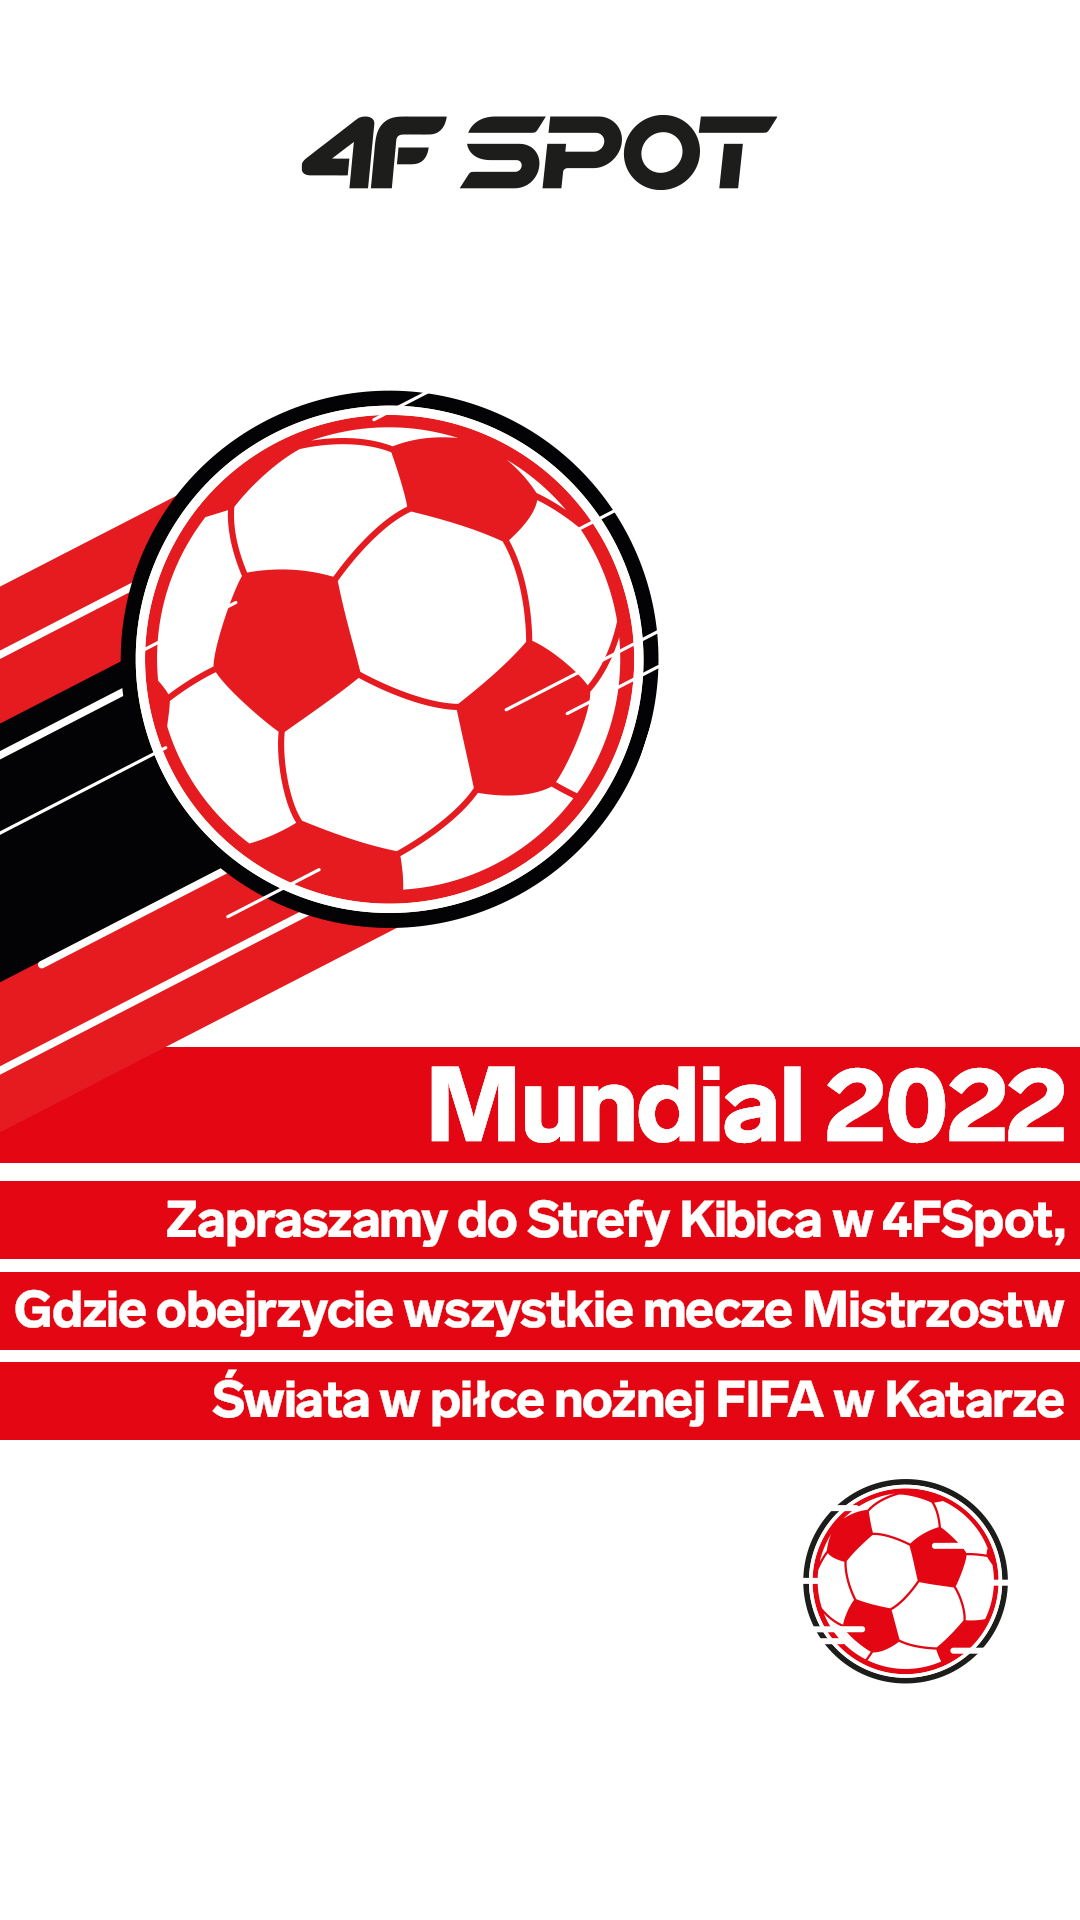 4F SPOT
Mundial 2022
Zapraszamy do Strefy Kibica w 4FSpot,
Gdzie obejrzycie wszystkie mecze Mistrzostw
Świata w piłce nożnej FIFA w Katarze